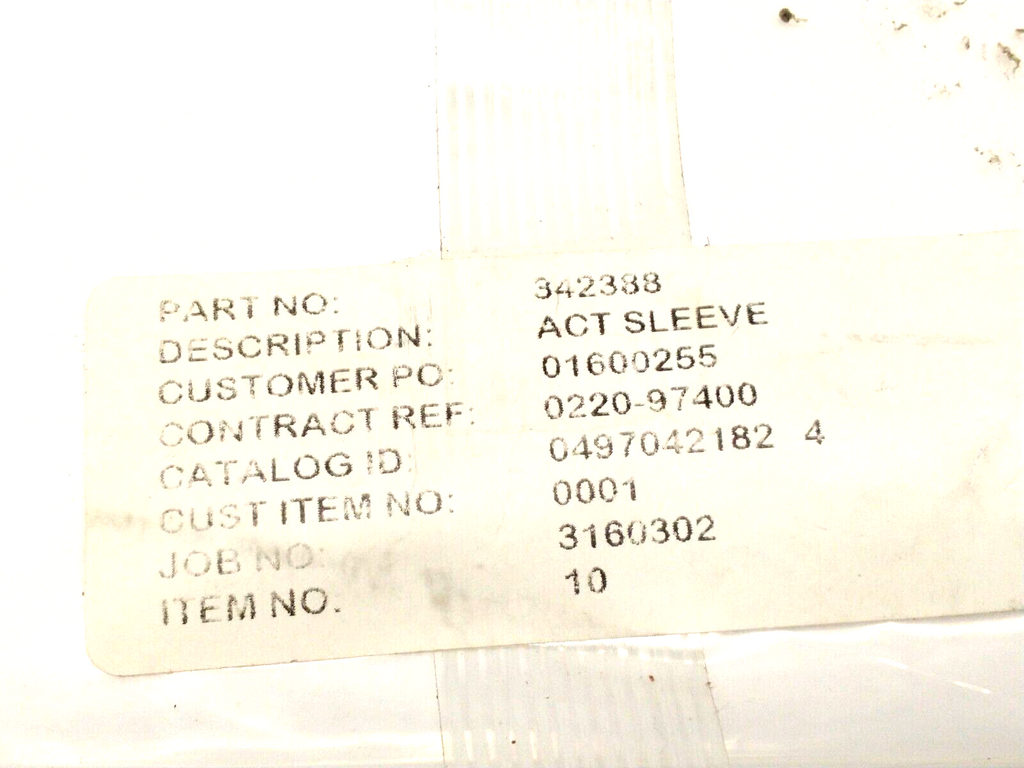 PART NO: 342388
DESCRIPTION: ACT SLEEVE
CUSTOMER PO: 01600255
CONTRACT REF: 0220-97400
CATALOG ID: 0497042182 4
CUST ITEM NO: 0001
JOB NO: 3160302
ITEM NO. 10